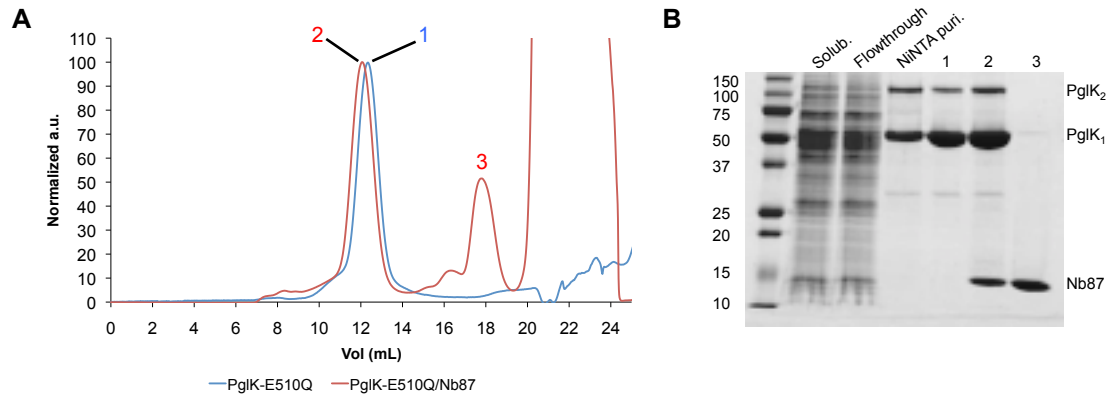 A
2
1
110
100
90
80
70
60
50
40
30
20
10
0
3
Normalized a.u.
0 2 4 6 8 10 12 14 16 18 20 22 24
Vol (mL)
PglK-E510Q PglK-E510Q/Nb87
B
Solub.
Flowthrough
NiNTA puri.
1 2 3
150
100
75
50
37
25
20
15
10
PglK₂
PglK₁
Nb87